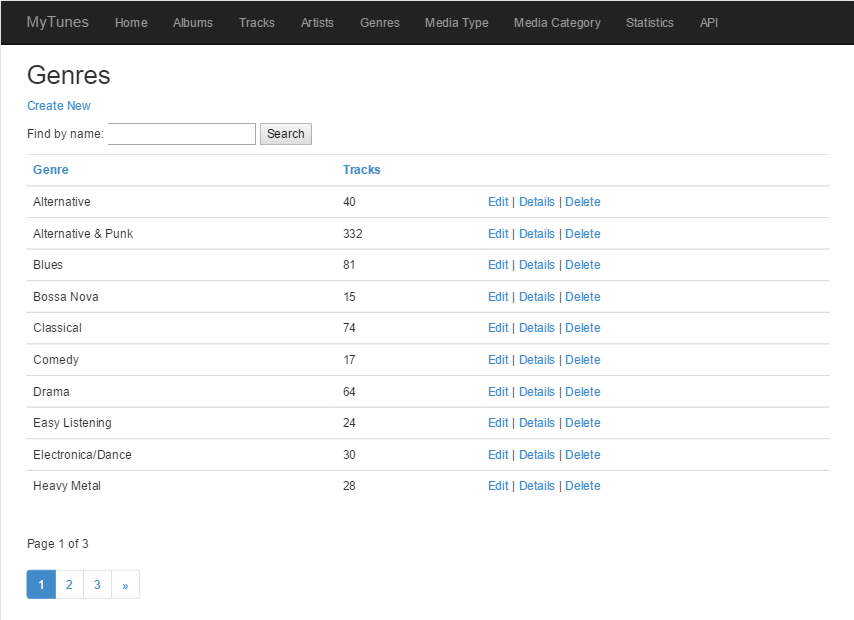 MyTunes Home Albums Tracks Artists Genres Media Type Media Category Statistics API
Genres
Create New
Find by name: Search
Genre Tracks
Alternative 40 Edit | Details | Delete
Alternative & Punk 332 Edit | Details | Delete
Blues 81 Edit | Details | Delete
Bossa Nova 15 Edit | Details | Delete
Classical 74 Edit | Details | Delete
Comedy 17 Edit | Details | Delete
Drama 64 Edit | Details | Delete
Easy Listening 24 Edit | Details | Delete
Electronica/Dance 30 Edit | Details | Delete
Heavy Metal 28 Edit | Details | Delete
Page 1 of 3
1 2 3 »